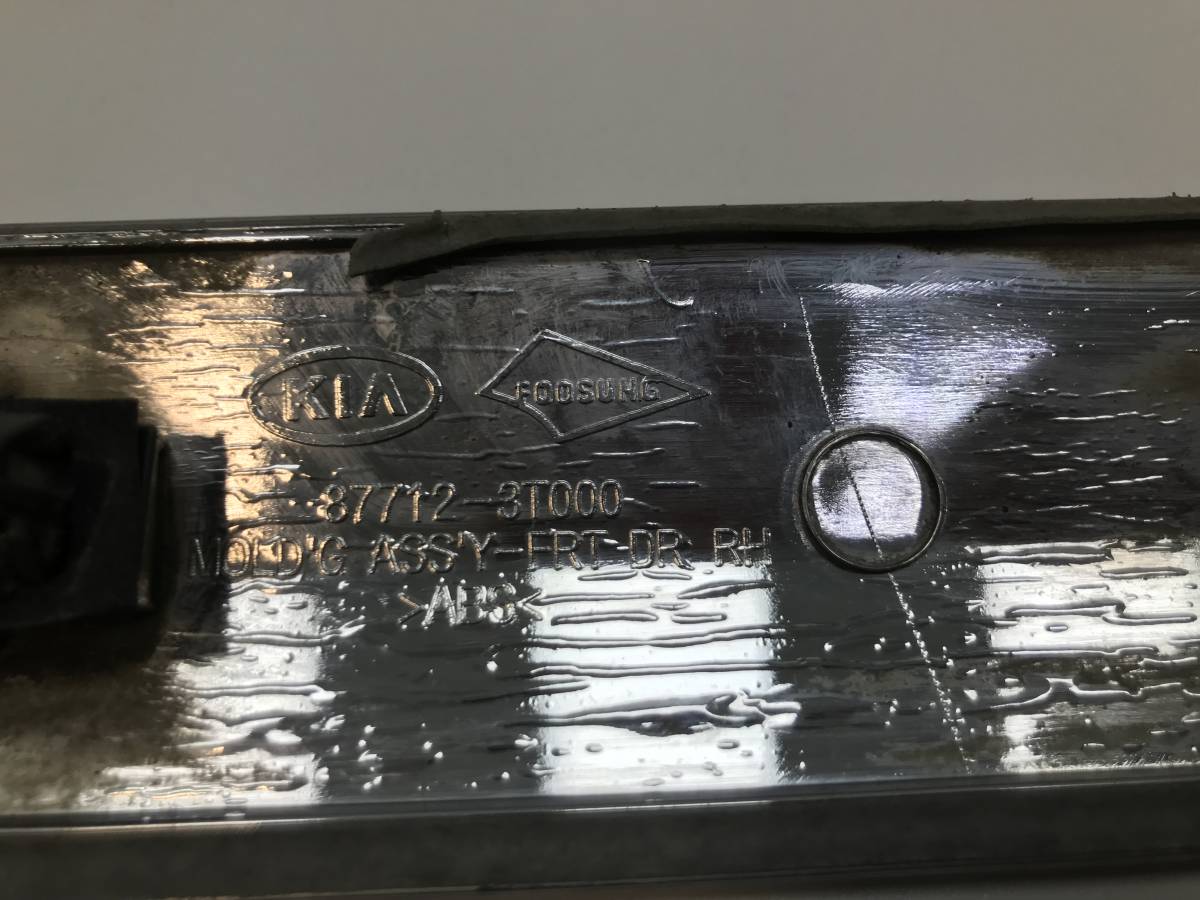 KIA
FOOSUNG
87712-3T000
MOLD'G ASS'Y-FRT DR RH
>ABS<